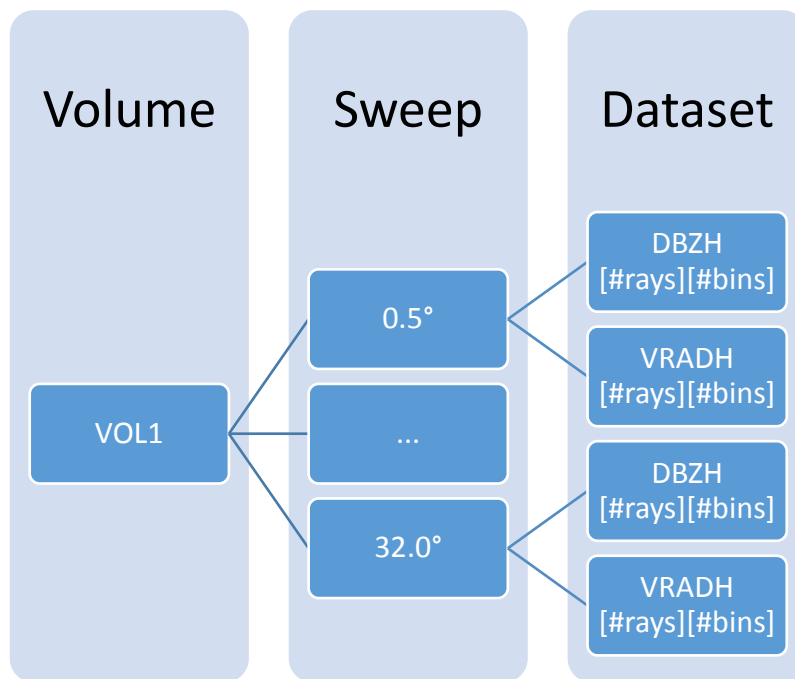 Volume
Sweep
Dataset
VOL1
0.5°
...
32.0°
DBZH
[#rays][#bins]
VRADH
[#rays][#bins]
DBZH
[#rays][#bins]
VRADH
[#rays][#bins]